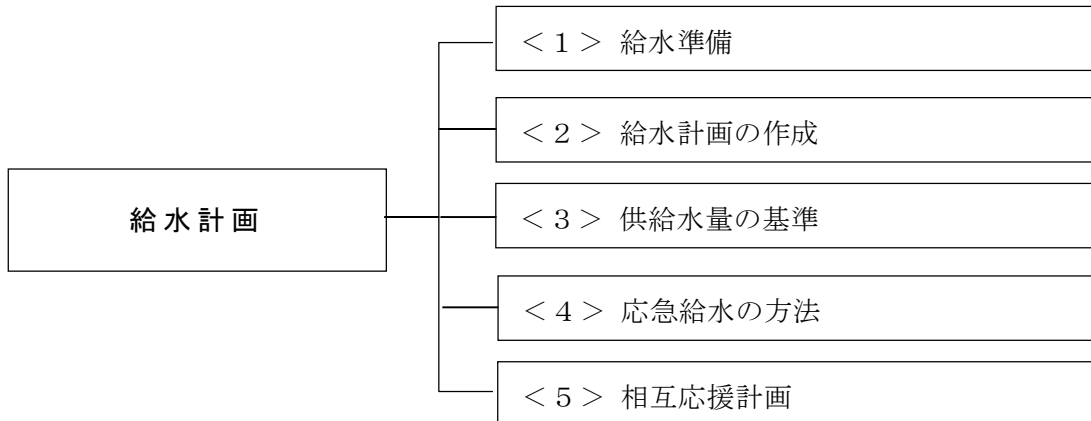 ＜１＞ 給水準備
＜２＞ 給水計画の作成
給水計画
＜３＞ 供給水量の基準
＜４＞ 応急給水の方法
＜５＞ 相互応援計画